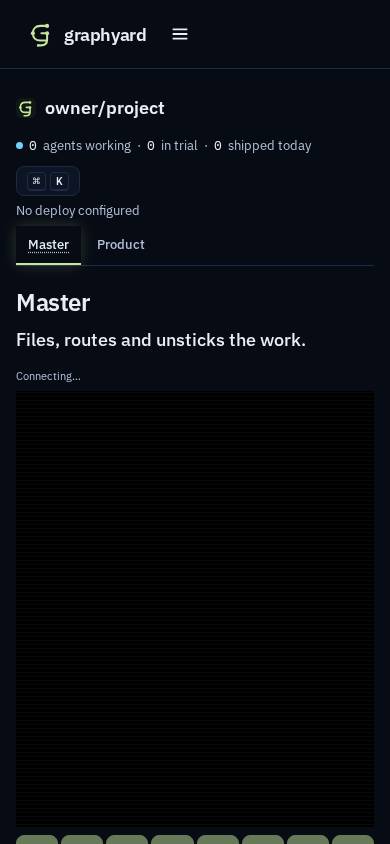 graphyard
owner/project
0 agents working · 0 in trial · 0 shipped today
⌘ K
No deploy configured
Master Product
Master
Files, routes and unsticks the work.
Connecting…